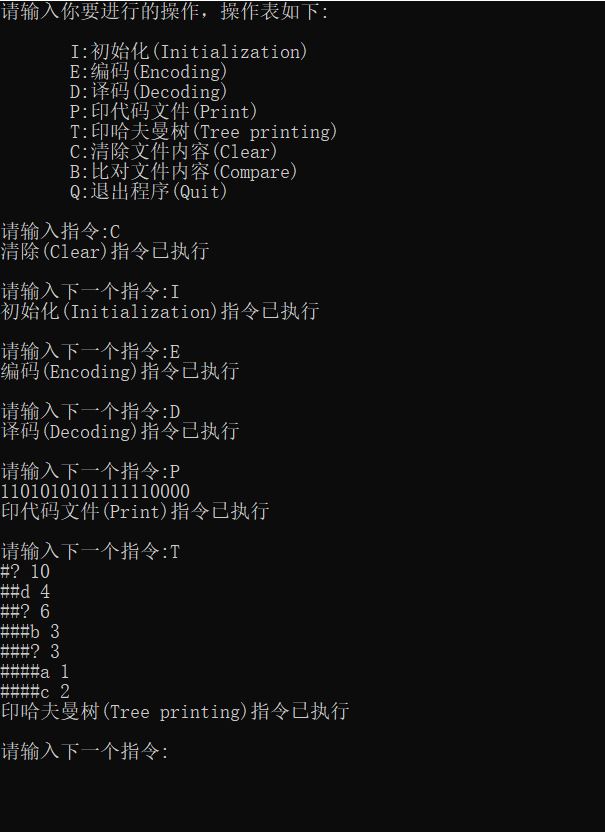 请输入你要进行的操作，操作表如下:
I:初始化(Initialization)
E:编码(Encoding)
D:译码(Decoding)
P:印代码文件(Print)
T:印哈夫曼树(Tree printing)
C:清除文件内容(Clear)
B:比对文件内容(Compare)
Q:退出程序(Quit)
请输入指令:C
清除(Clear)指令已执行
请输入下一个指令:I
初始化(Initialization)指令已执行
请输入下一个指令:E
编码(Encoding)指令已执行
请输入下一个指令:D
译码(Decoding)指令已执行
请输入下一个指令:P
1101010101111110000
印代码文件(Print)指令已执行
请输入下一个指令:T
#? 10
##d 4
##? 6
###b 3
###? 3
####a 1
####c 2
印哈夫曼树(Tree printing)指令已执行
请输入下一个指令: